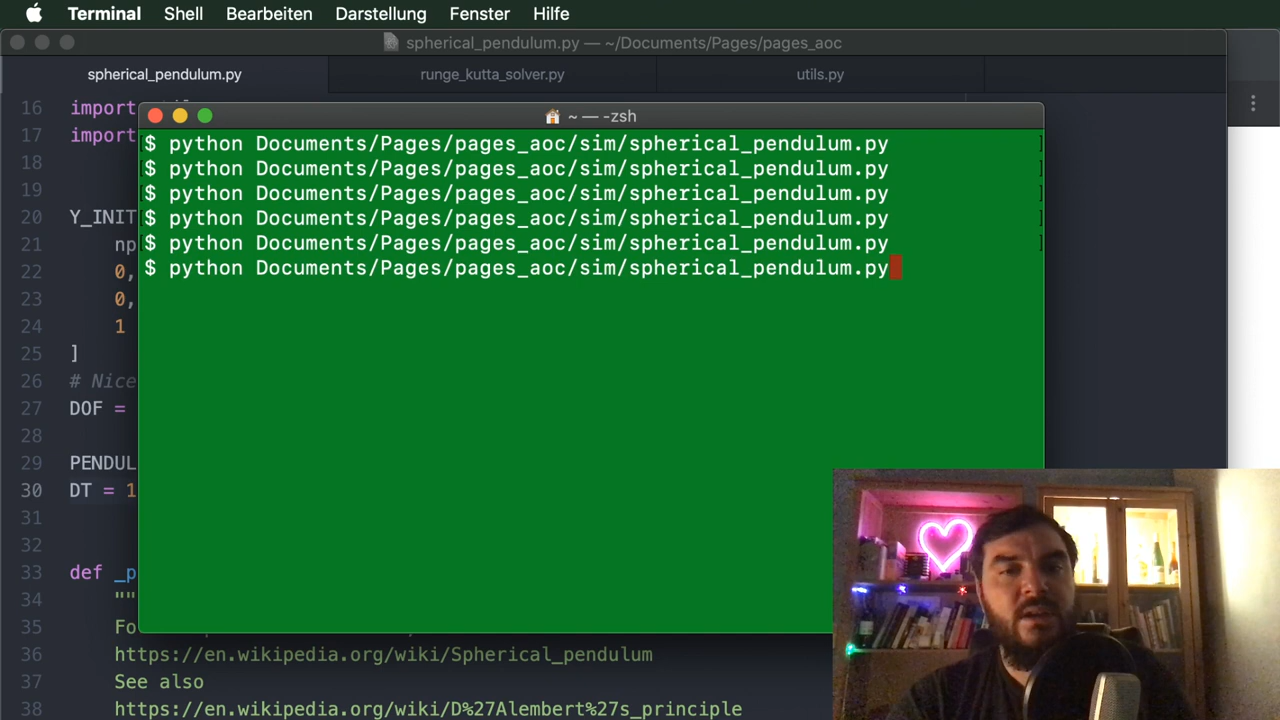 Terminal Shell Bearbeiten Darstellung Fenster Hilfe
spherical_pendulum.py — ~/Documents/Pages/pages_aoc
spherical_pendulum.py runge_kutta_solver.py utils.py
~ — -zsh
$ python Documents/Pages/pages_aoc/sim/spherical_pendulum.py
$ python Documents/Pages/pages_aoc/sim/spherical_pendulum.py
$ python Documents/Pages/pages_aoc/sim/spherical_pendulum.py
$ python Documents/Pages/pages_aoc/sim/spherical_pendulum.py
$ python Documents/Pages/pages_aoc/sim/spherical_pendulum.py
$ python Documents/Pages/pages_aoc/sim/spherical_pendulum.py
16 import
17 import
18
19
20 Y_INIT
21 np
22 0,
23 0,
24 1
25 ]
26 # Nice
27 DOF =
28
29 PENDUL
30 DT = 1
31
32
33 def _p
34 ""
35 Fo
36 https://en.wikipedia.org/wiki/Spherical_pendulum
37 See also
38 https://en.wikipedia.org/wiki/D%27Alembert%27s_principle